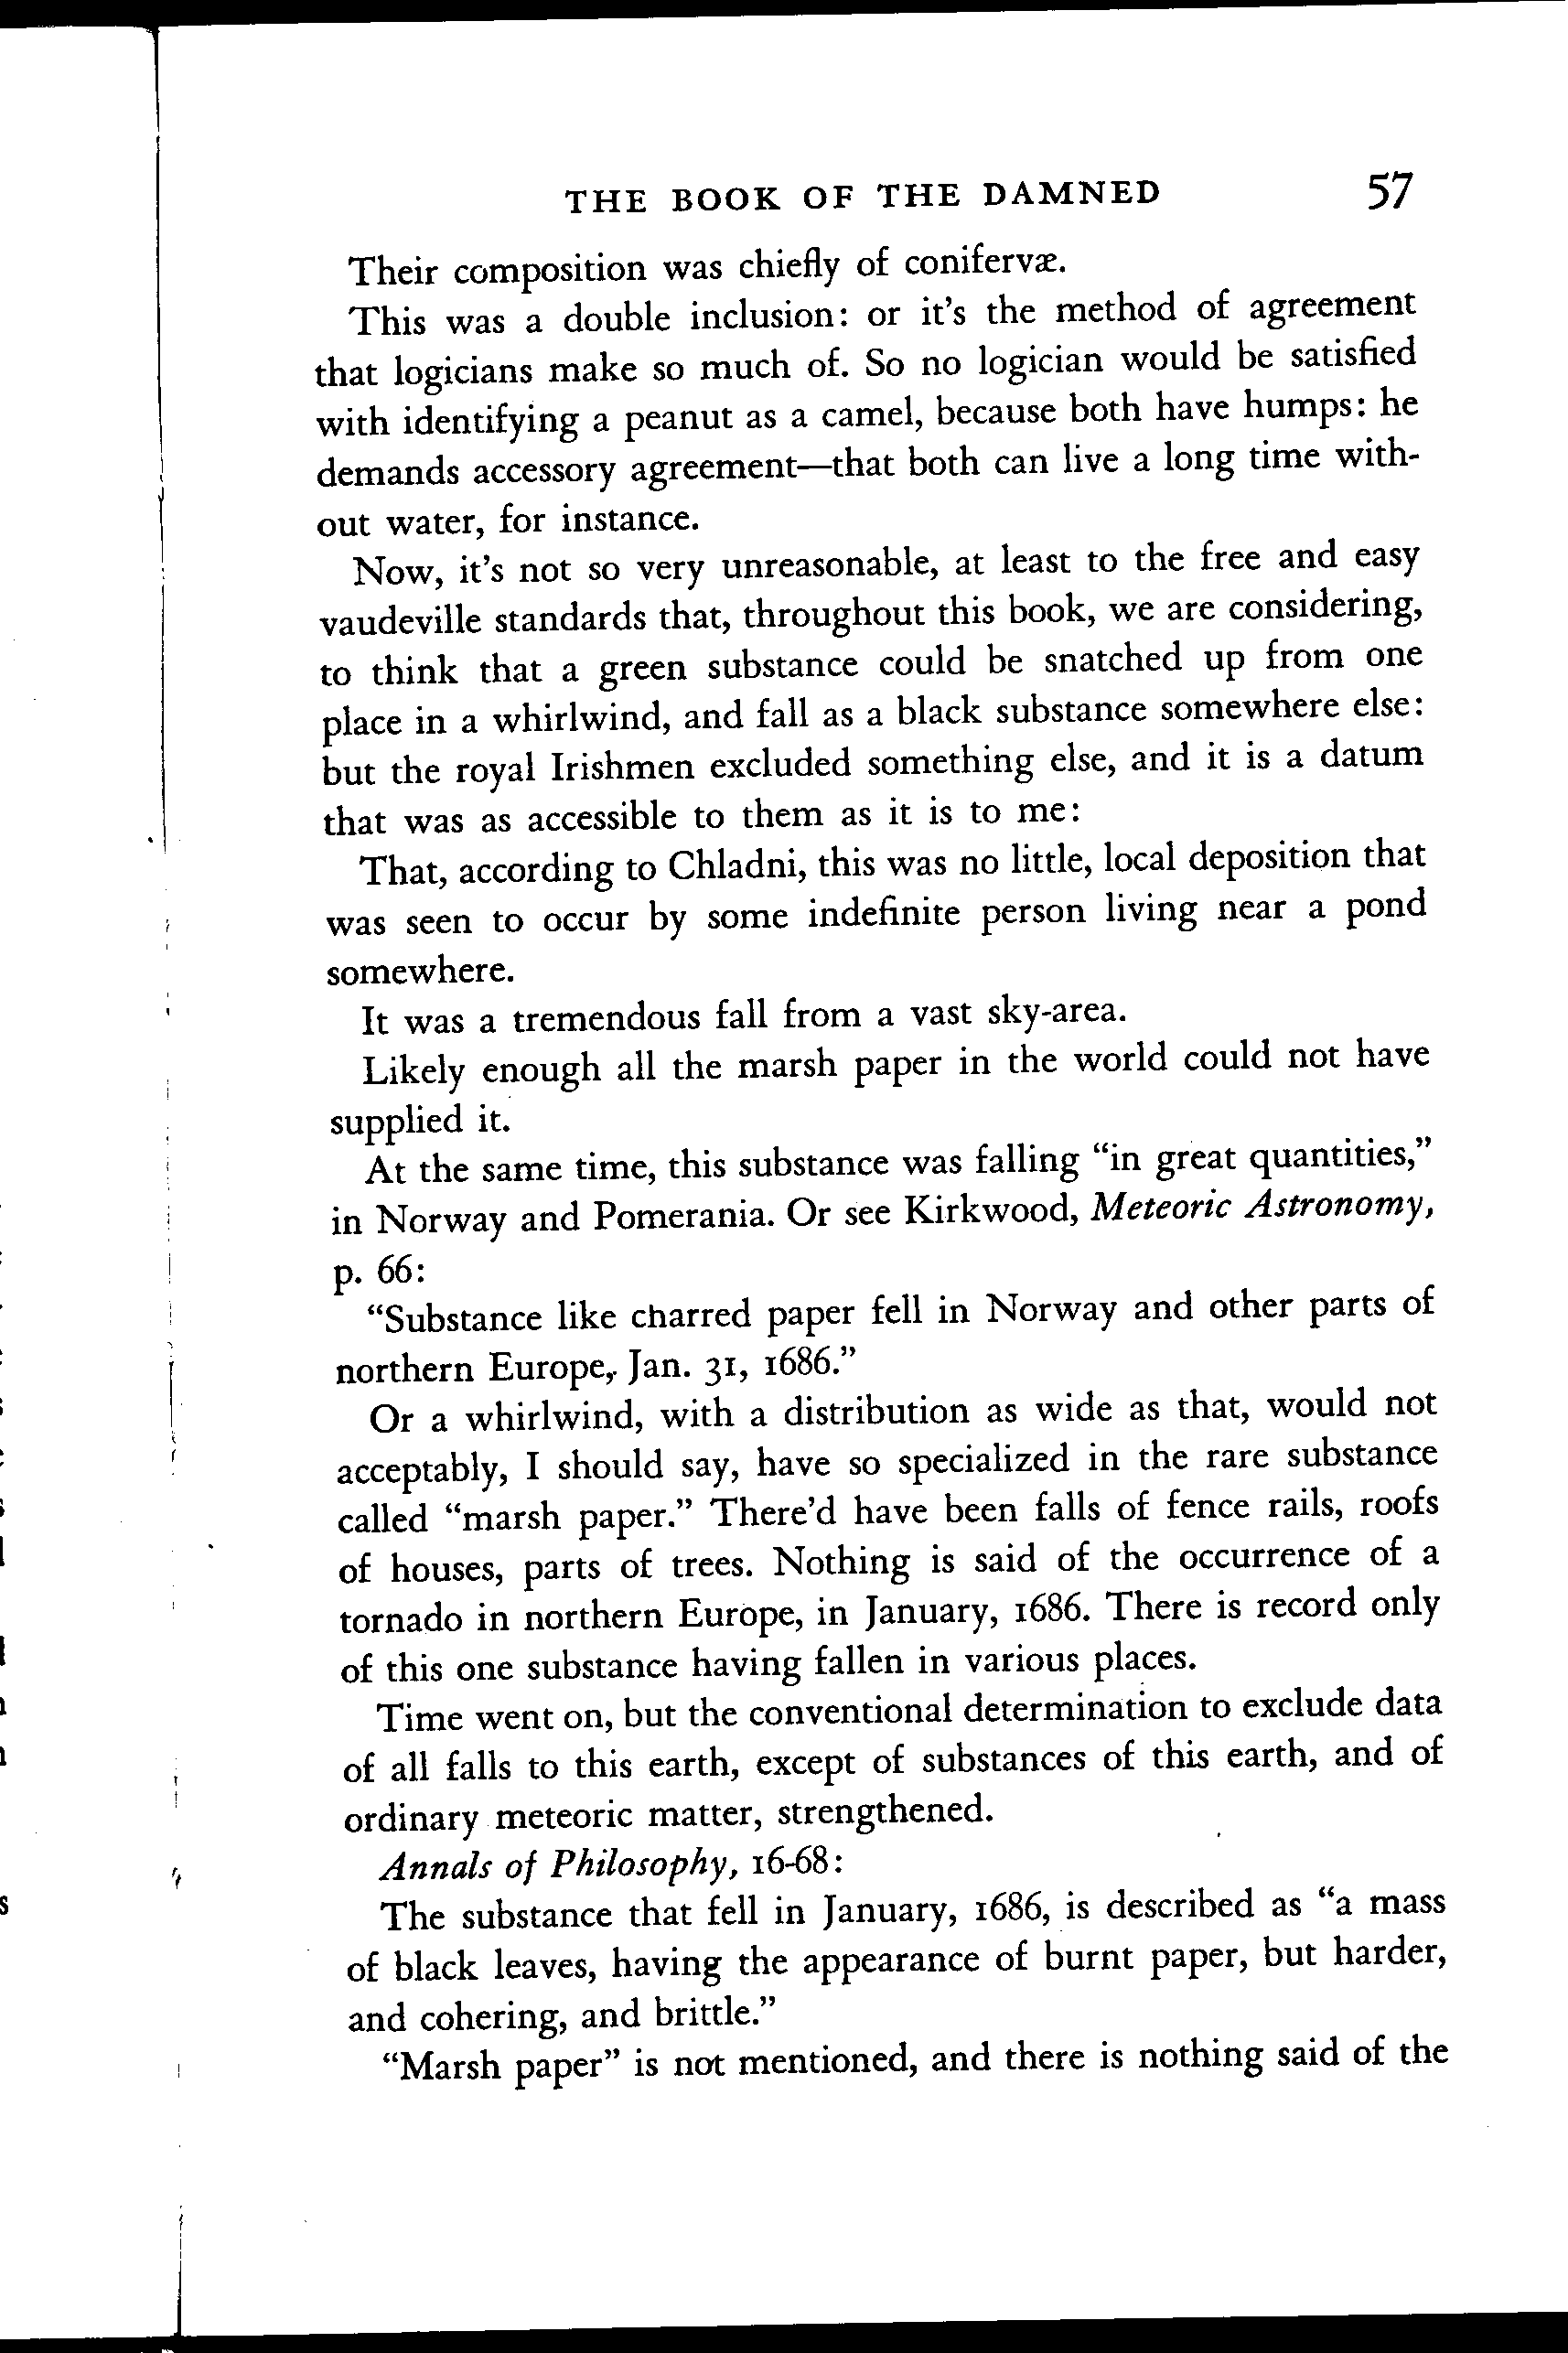 THE BOOK OF THE DAMNED 57
Their composition was chiefly of conifervæ.
This was a double inclusion: or it's the method of agreement
that logicians make so much of. So no logician would be satisfied
with identifying a peanut as a camel, because both have humps: he
demands accessory agreement—that both can live a long time with-
out water, for instance.
Now, it's not so very unreasonable, at least to the free and easy
vaudeville standards that, throughout this book, we are considering,
to think that a green substance could be snatched up from one
place in a whirlwind, and fall as a black substance somewhere else:
but the royal Irishmen excluded something else, and it is a datum
that was as accessible to them as it is to me:
That, according to Chladni, this was no little, local deposition that
was seen to occur by some indefinite person living near a pond
somewhere.
It was a tremendous fall from a vast sky-area.
Likely enough all the marsh paper in the world could not have
supplied it.
At the same time, this substance was falling "in great quantities,"
in Norway and Pomerania. Or see Kirkwood, Meteoric Astronomy,
p. 66:
"Substance like charred paper fell in Norway and other parts of
northern Europe, Jan. 31, 1686."
Or a whirlwind, with a distribution as wide as that, would not
acceptably, I should say, have so specialized in the rare substance
called "marsh paper." There'd have been falls of fence rails, roofs
of houses, parts of trees. Nothing is said of the occurrence of a
tornado in northern Europe, in January, 1686. There is record only
of this one substance having fallen in various places.
Time went on, but the conventional determination to exclude data
of all falls to this earth, except of substances of this earth, and of
ordinary meteoric matter, strengthened.
Annals of Philosophy, 16-68:
The substance that fell in January, 1686, is described as "a mass
of black leaves, having the appearance of burnt paper, but harder,
and cohering, and brittle."
"Marsh paper" is not mentioned, and there is nothing said of the